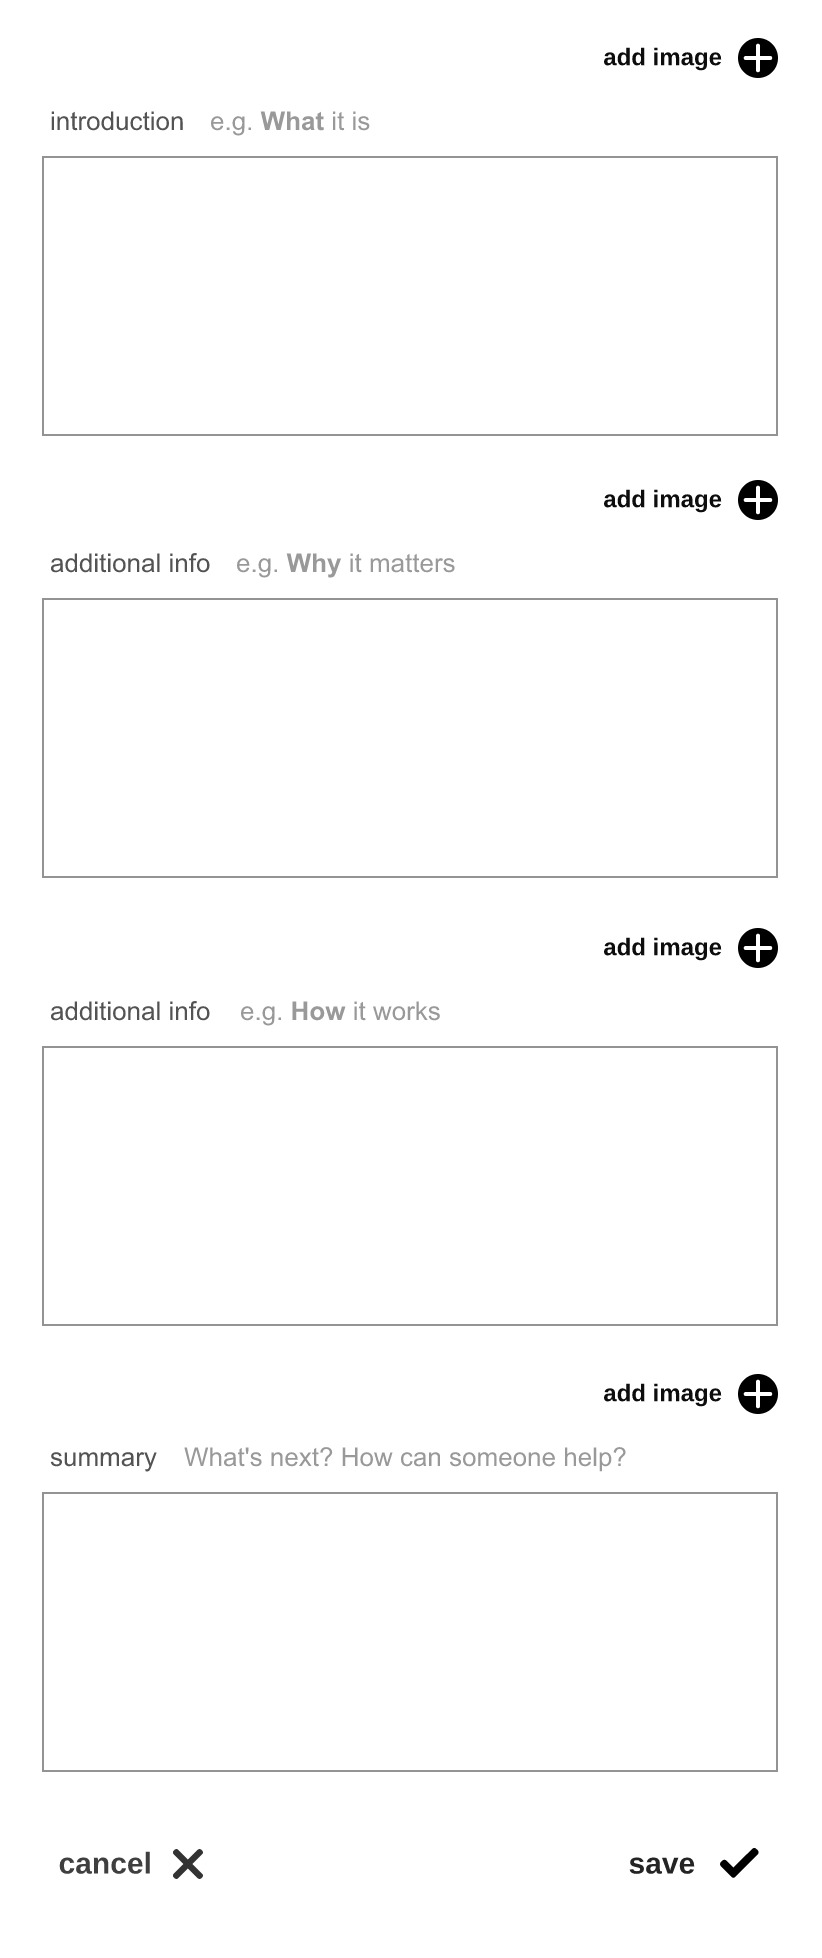 add image
introduction e.g. What it is
add image
additional info e.g. Why it matters
add image
additional info e.g. How it works
add image
summary What's next? How can someone help?
cancel save